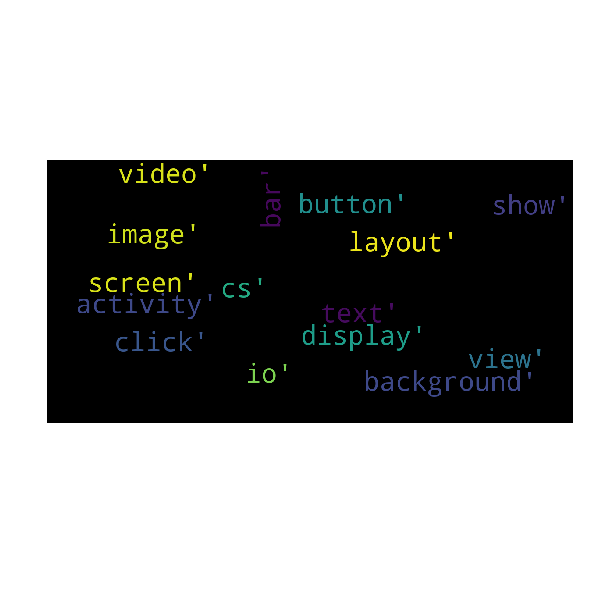 video'
bar'
button'
show'
image'
layout'
screen'
cs'
activity'
text'
display'
click'
view'
io'
background'